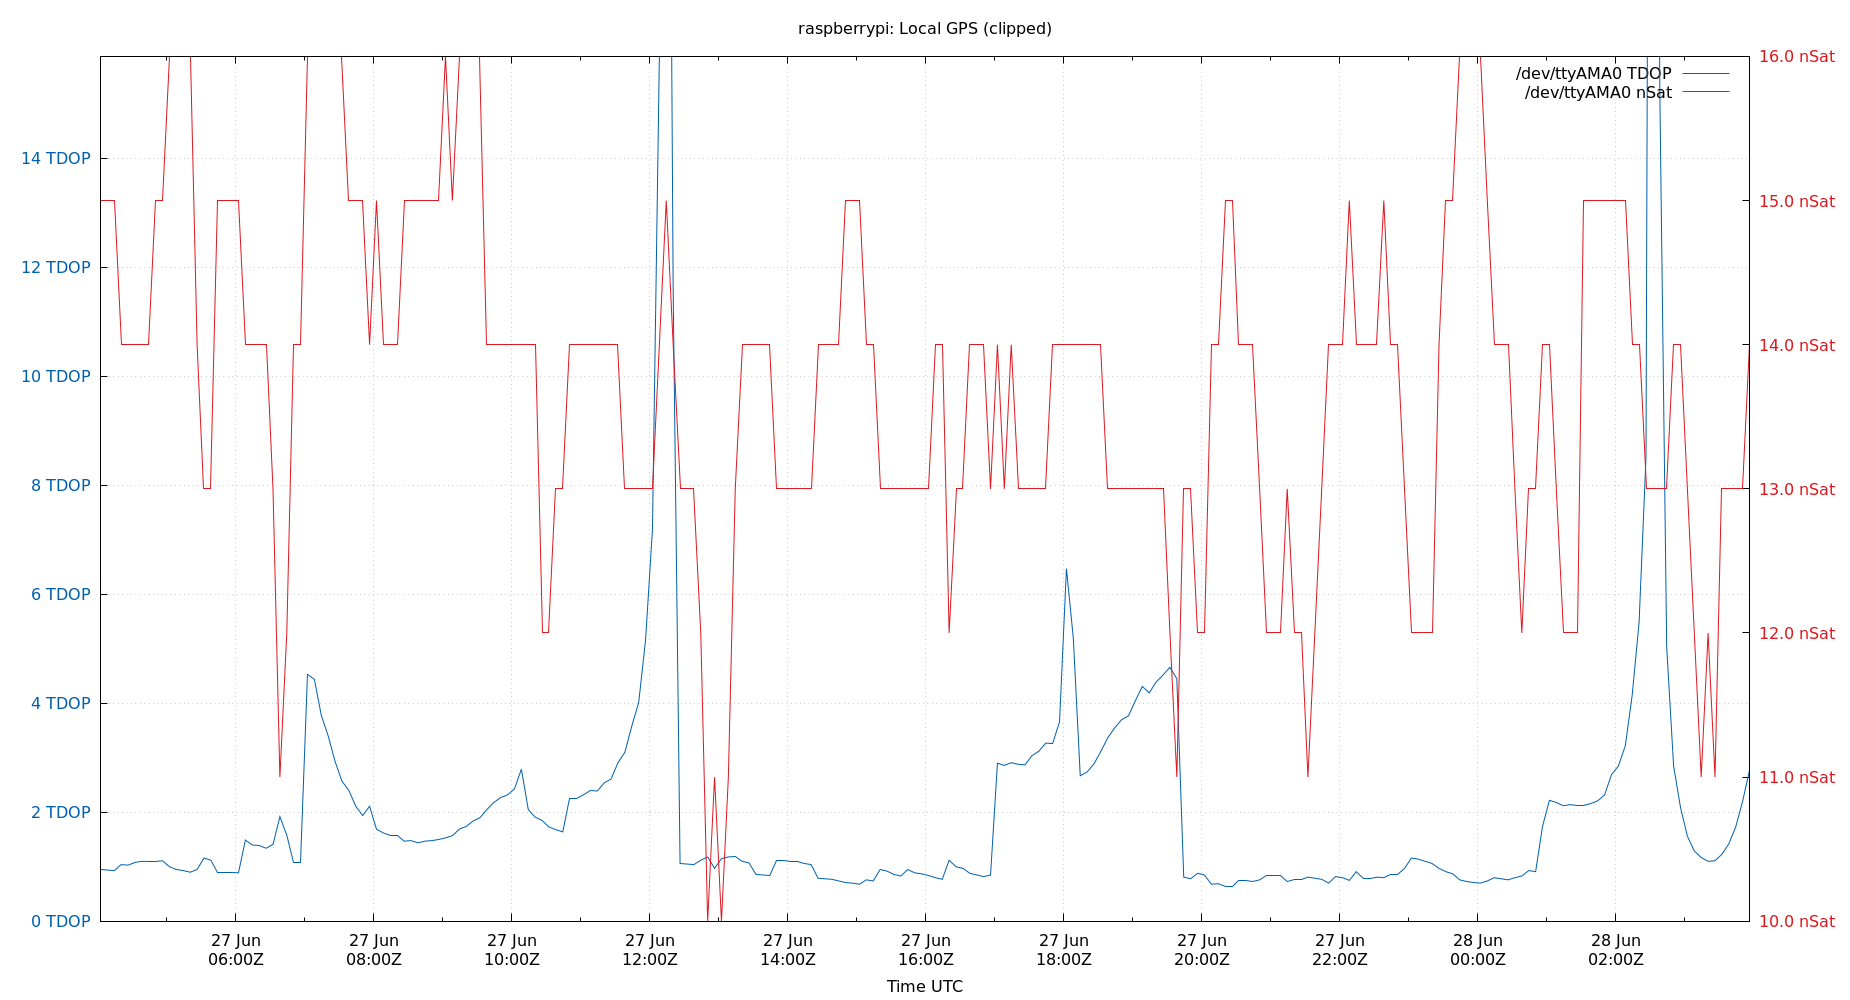 raspberrypi: Local GPS (clipped)
/dev/ttyAMA0 TDOP
/dev/ttyAMA0 nSat
14 TDOP
12 TDOP
10 TDOP
8 TDOP
6 TDOP
4 TDOP
2 TDOP
0 TDOP
16.0 nSat
15.0 nSat
14.0 nSat
13.0 nSat
12.0 nSat
11.0 nSat
10.0 nSat
27 Jun 27 Jun 27 Jun 27 Jun 27 Jun 27 Jun 27 Jun 27 Jun 27 Jun 28 Jun 28 Jun
06:00Z 08:00Z 10:00Z 12:00Z 14:00Z 16:00Z 18:00Z 20:00Z 22:00Z 00:00Z 02:00Z
Time UTC